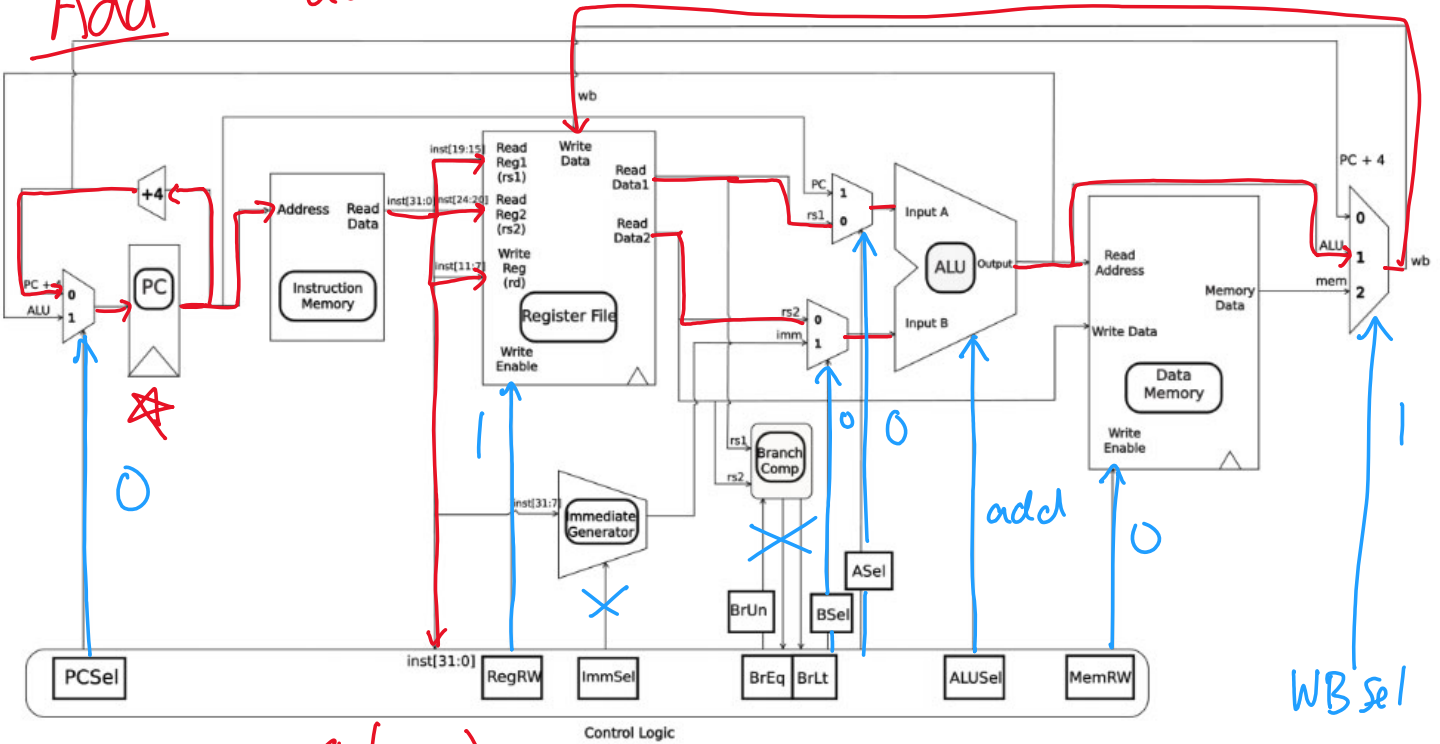 Add
wb
PC + 4
inst[19:15]
Read
Reg1
(rs1)
Write
Data
Read
Data1
PC
1
rs1
0
+4
Address
Read
Data
inst[31:0]
inst[24:20]
Read
Reg2
(rs2)
Read
Data2
Input A
0
ALU
1
wb
mem
2
Write
Reg
(rd)
inst[11:7]
ALU
Output
Read
Address
Memory
Data
PC
0
ALU
1
Instruction
Memory
Register File
rs2
0
imm
1
Input B
Write Data
Write
Enable
Data
Memory
Write
Enable
rs1
rs2
Branch
Comp
0
1
0
0
1
inst[31:7]
Immediate
Generator
add
0
ASel
BrUn
BSel
inst[31:0]
PCSel
RegRW
ImmSel
BrEq
BrLt
ALUSel
MemRW
WBSel
Control Logic